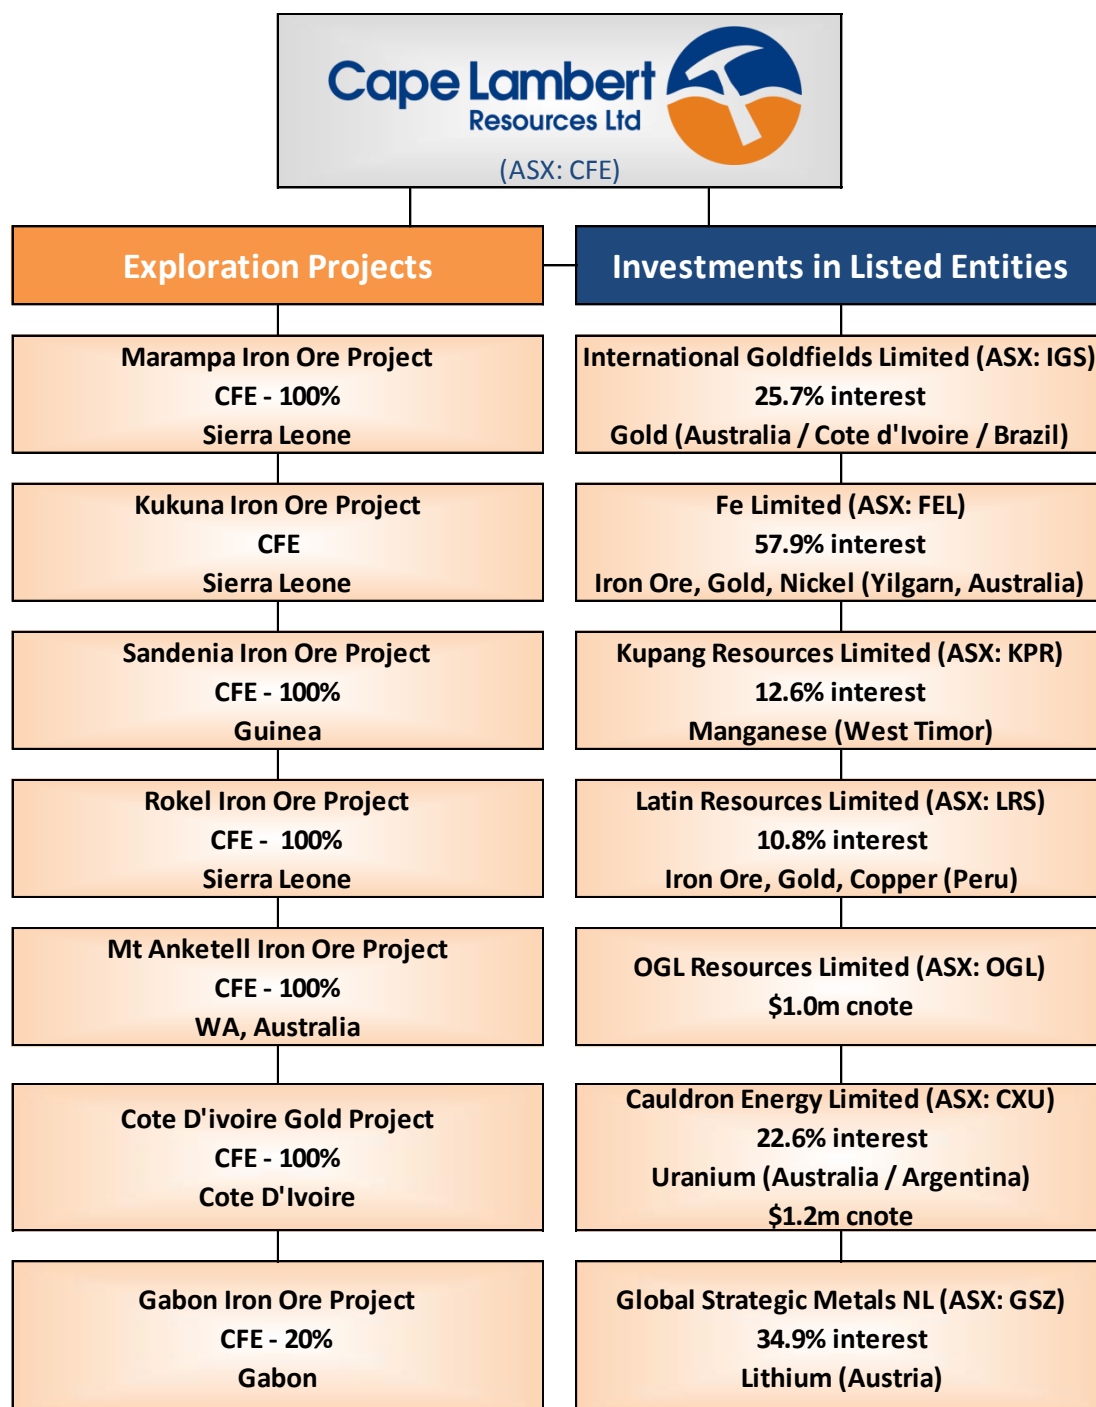 Cape Lambert
Resources Ltd
(ASX: CFE)
Exploration Projects
Marampa Iron Ore Project
CFE - 100%
Sierra Leone
Kukuna Iron Ore Project
CFE
Sierra Leone
Sandenia Iron Ore Project
CFE - 100%
Guinea
Rokel Iron Ore Project
CFE -  100%
Sierra Leone
Mt Anketell Iron Ore Project
CFE - 100%
WA, Australia
Cote D'ivoire Gold Project
CFE - 100%
Cote D'Ivoire
Gabon Iron Ore Project
CFE - 20%
Gabon
Investments in Listed Entities
International Goldfields Limited (ASX: IGS)
25.7% interest
Gold (Australia / Cote d'Ivoire / Brazil)
Fe Limited (ASX: FEL)
57.9% interest
Iron Ore, Gold, Nickel (Yilgarn, Australia)
Kupang Resources Limited (ASX: KPR)
12.6% interest
Manganese (West Timor)
Latin Resources Limited (ASX: LRS)
10.8% interest
Iron Ore, Gold, Copper (Peru)
OGL Resources Limited (ASX: OGL)
$1.0m cnote
Cauldron Energy Limited (ASX: CXU)
22.6% interest
Uranium (Australia / Argentina)
$1.2m cnote
Global Strategic Metals NL (ASX: GSZ)
34.9% interest
Lithium (Austria)